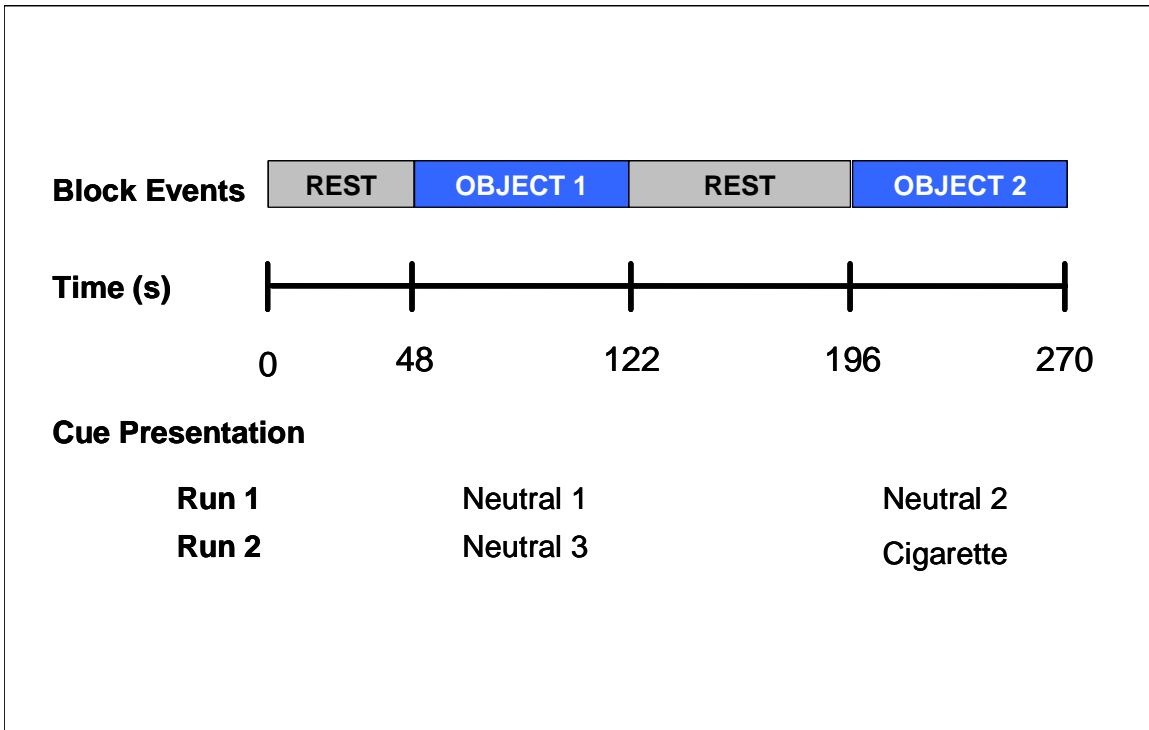 Block Events REST OBJECT 1 REST OBJECT 2
Time (s)
0 48 122 196 270
Cue Presentation
Run 1 Neutral 1 Neutral 2
Run 2 Neutral 3 Cigarette